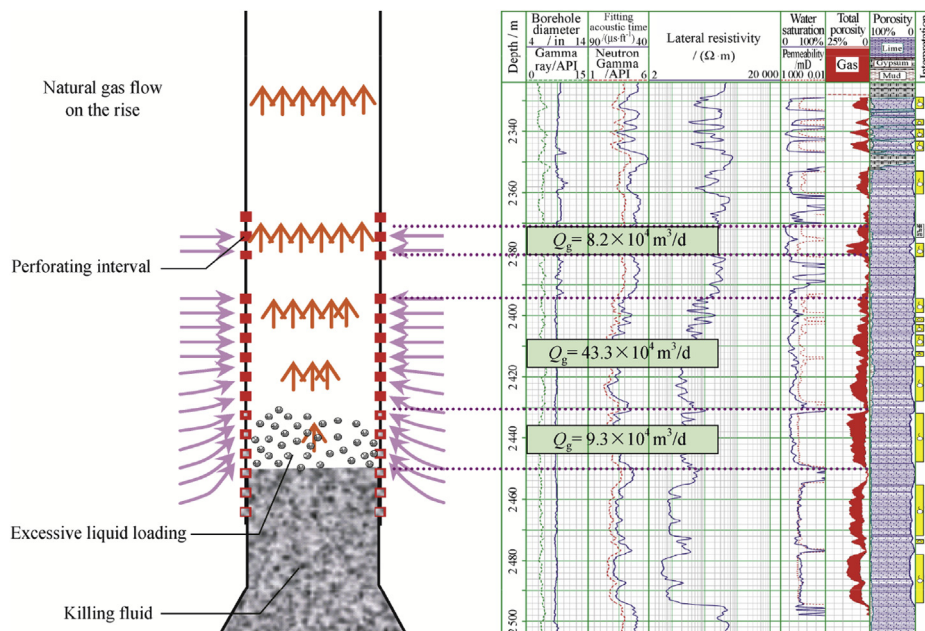 Natural gas flow
on the rise
Perforating interval
Excessive liquid loading
Killing fluid
Depth / m
Borehole
diameter
4 / in 14
Gamma
ray/API
0 15
Fitting
acoustic time
90 /(μs·ft⁻¹) 40
Neutron
Gamma
/API
1 6
Lateral resistivity
/ (Ω·m)
2 20 000
Water
saturation
0 100%
Permeability
/mD
1 000 0.01
Total
porosity
25% 0
Gas
Porosity
100% 0
Lime
Gypsum
Mud
2 340
2 360
2 380
2 400
2 420
2 440
2 460
2 480
2 500
Qg = 8.2×10⁴ m³/d
Qg = 43.3×10⁴ m³/d
Qg = 9.3×10⁴ m³/d